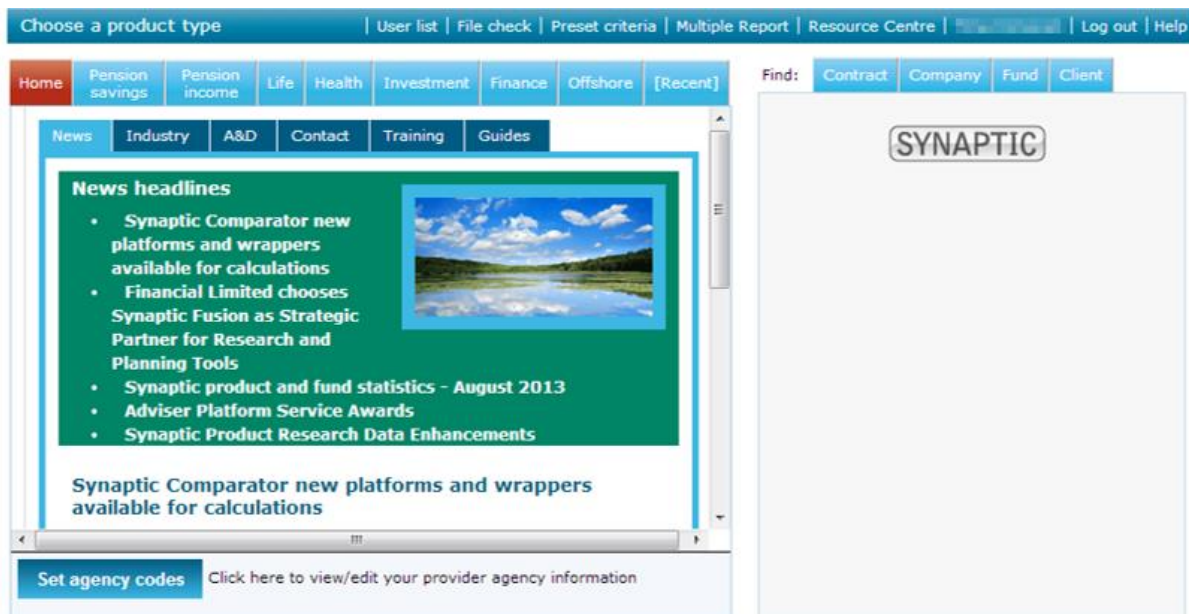 Choose a product type | User list | File check | Preset criteria | Multiple Report | Resource Centre | | Log out | Help
Home Pension savings Pension income Life Health Investment Finance Offshore [Recent]
Find: Contract Company Fund Client
News Industry A&D Contact Training Guides
SYNAPTIC
News headlines
• Synaptic Comparator new
platforms and wrappers
available for calculations
• Financial Limited chooses
Synaptic Fusion as Strategic
Partner for Research and
Planning Tools
• Synaptic product and fund statistics - August 2013
• Adviser Platform Service Awards
• Synaptic Product Research Data Enhancements
Synaptic Comparator new platforms and wrappers
available for calculations
Set agency codes Click here to view/edit your provider agency information